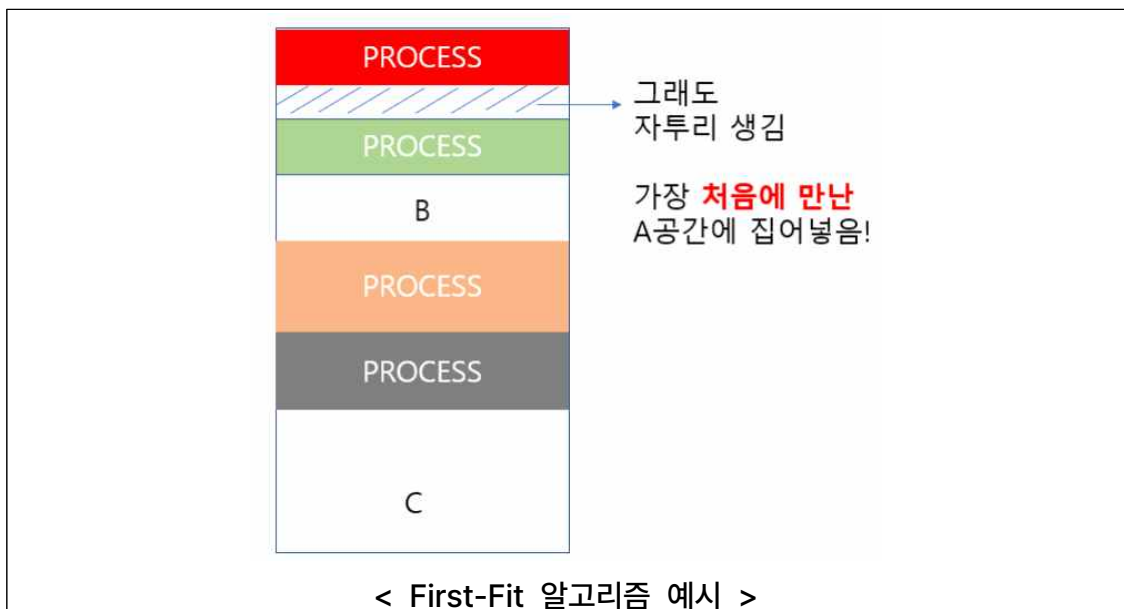 PROCESS
그래도
자투리 생김
PROCESS
가장 처음에 만난
B
A공간에 집어넣음!
PROCESS
PROCESS
C
< First-Fit 알고리즘 예시 >